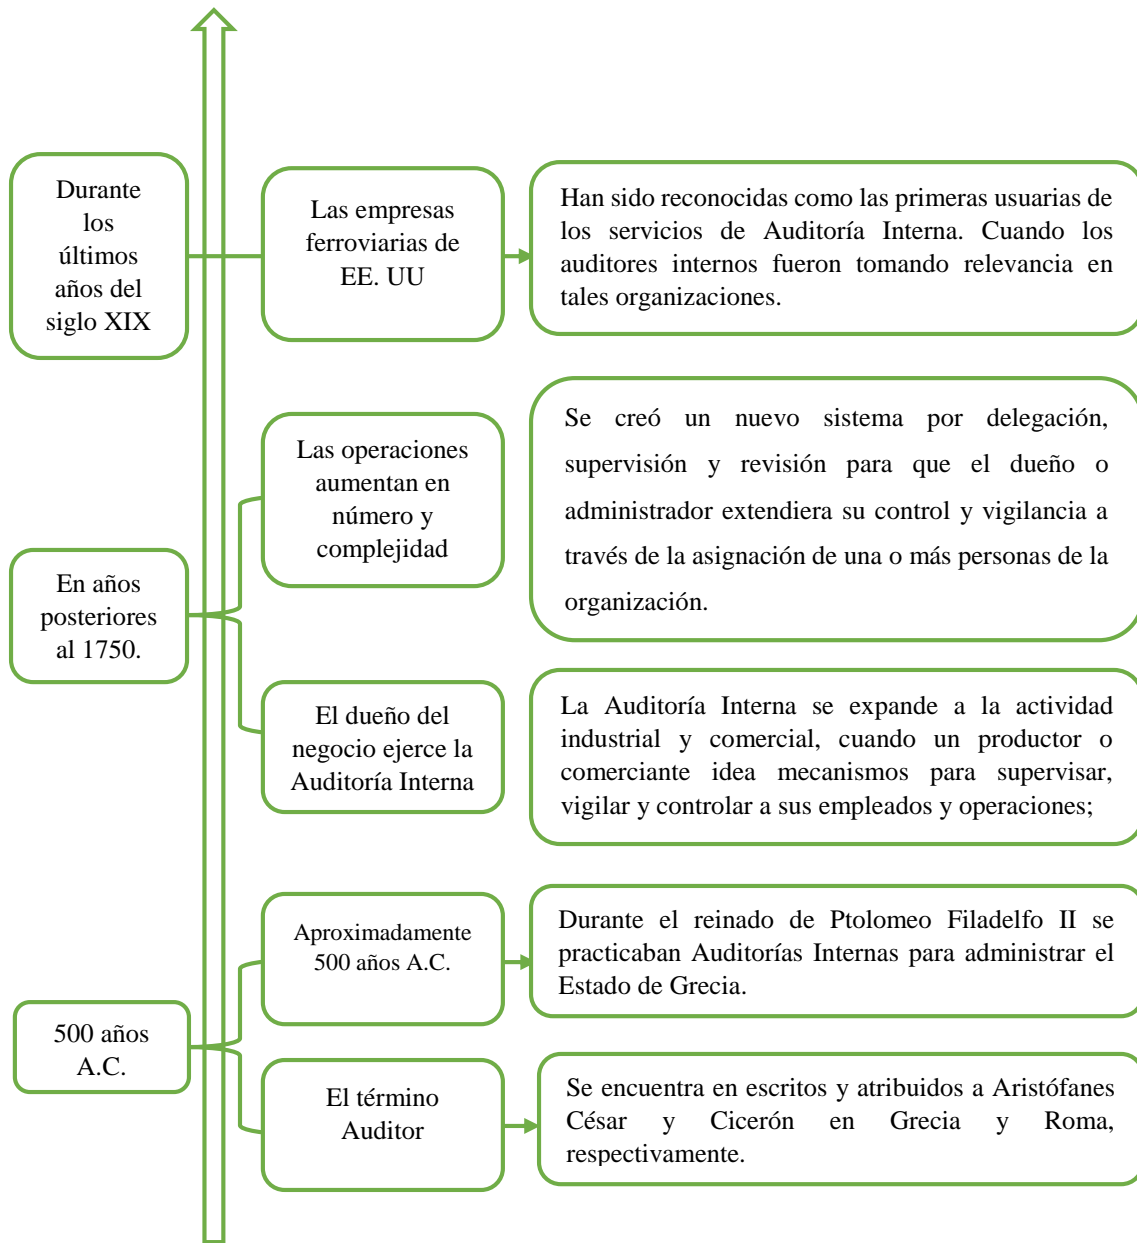 Durante
los
últimos
años del
siglo XIX
Las empresas
ferroviarias de
EE. UU
Han sido reconocidas como las primeras usuarias de
los servicios de Auditoría Interna. Cuando los
auditores internos fueron tomando relevancia en
tales organizaciones.
En años
posteriores
al 1750.
Las operaciones
aumentan en
número y
complejidad
Se creó un nuevo sistema por delegación,
supervisión y revisión para que el dueño o
administrador extendiera su control y vigilancia a
través de la asignación de una o más personas de la
organización.
El dueño del
negocio ejerce la
Auditoría Interna
La Auditoría Interna se expande a la actividad
industrial y comercial, cuando un productor o
comerciante idea mecanismos para supervisar,
vigilar y controlar a sus empleados y operaciones;
500 años
A.C.
Aproximadamente
500 años A.C.
Durante el reinado de Ptolomeo Filadelfo II se
practicaban Auditorías Internas para administrar el
Estado de Grecia.
El término
Auditor
Se encuentra en escritos y atribuidos a Aristófanes
César y Cicerón en Grecia y Roma,
respectivamente.